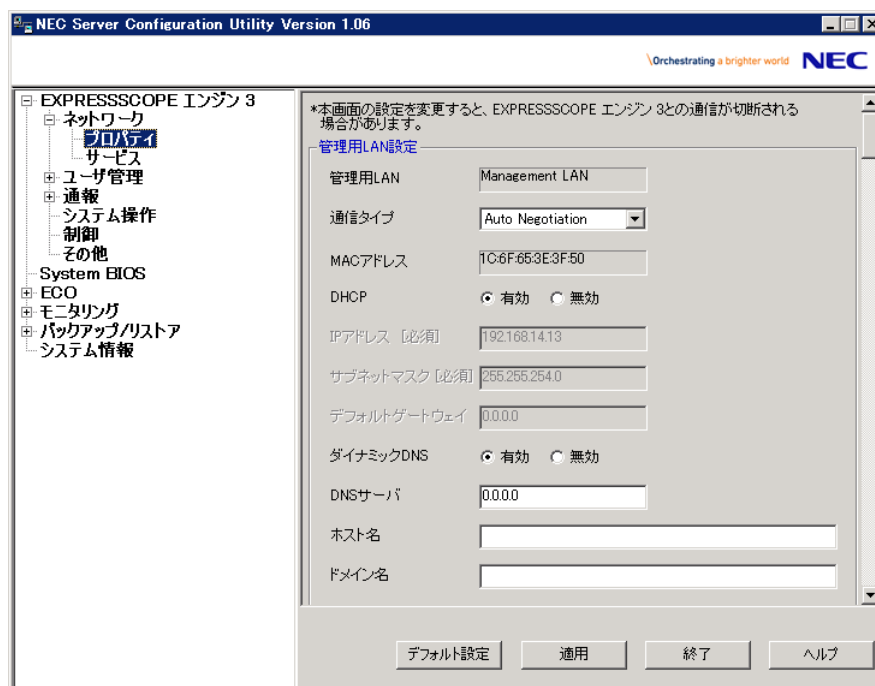 NEC Server Configuration Utility Version 1.06
\Orchestrating a brighter world NEC
EXPRESSSCOPE エンジン 3
ネットワーク
プロパティ
サービス
ユーザ管理
通報
システム操作
制御
その他
System BIOS
ECO
モニタリング
バックアップ/リストア
システム情報
*本画面の設定を変更すると、EXPRESSSCOPE エンジン 3との通信が切断される
場合があります。
管理用LAN設定
管理用LAN Management LAN
通信タイプ Auto Negotiation
MACアドレス 1C:6F:65:3E:3F:50
DHCP 有効 無効
IPアドレス [必須] 192.168.14.13
サブネットマスク [必須] 255.255.254.0
デフォルトゲートウェイ 0.0.0.0
ダイナミックDNS 有効 無効
DNSサーバ 0.0.0.0
ホスト名
ドメイン名
デフォルト設定 適用 終了 ヘルプ